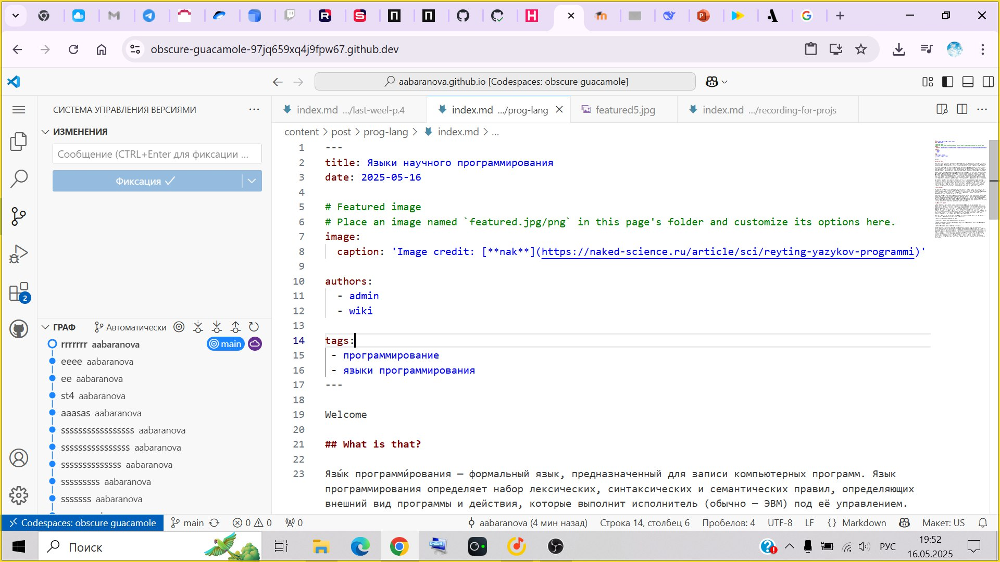 obscure-guacamole-97jq659xq4j9fpw67.github.dev
aabaranova.github.io [Codespaces: obscure guacamole]
СИСТЕМА УПРАВЛЕНИЯ ВЕРСИЯМИ
index.md .../last-weel-p.4
index.md .../prog-lang
featured5.jpg
index.md .../recording-for-projs
ИЗМЕНЕНИЯ
Сообщение (CTRL+Enter для фиксации ...
Фиксация
content > post > prog-lang > index.md > ...
1 ---
2 title: Языки научного программирования
3 date: 2025-05-16
4
5 # Featured image
6 # Place an image named `featured.jpg/png` in this page's folder and customize its options here.
7 image:
8 caption: 'Image credit: [**nak**](https://naked-science.ru/article/sci/reyting-yazykov-programmi)'
9
10 authors:
11 - admin
12 - wiki
13
14 tags:
15 - программирование
16 - языки программирования
17 ---
18
19 Welcome
20
21 ## What is that?
22
23 Язы́к программи́рования — формальный язык, предназначенный для записи компьютерных программ. Язык
программирования определяет набор лексических, синтаксических и семантических правил, определяющих
внешний вид программы и действия, которые выполнит исполнитель (обычно — ЭВМ) под её управлением.
2
ГРАФ
Автоматически
rrrrrrr aabaranova main
eeee aabaranova
ee aabaranova
st4 aabaranova
aaasas aabaranova
sssssssssssssssss aabaranova
ssssssssssssssss aabaranova
ssssssssssssss aabaranova
sssssssss aabaranova
sssssss aabaranova
Codespaces: obscure guacamole
main
0
0
0
aabaranova (4 мин назад)
Строка 14, столбец 6
Пробелов: 4
UTF-8
LF
{ } Markdown
Макет: US
Поиск
РУС
19:52
16.05.2025